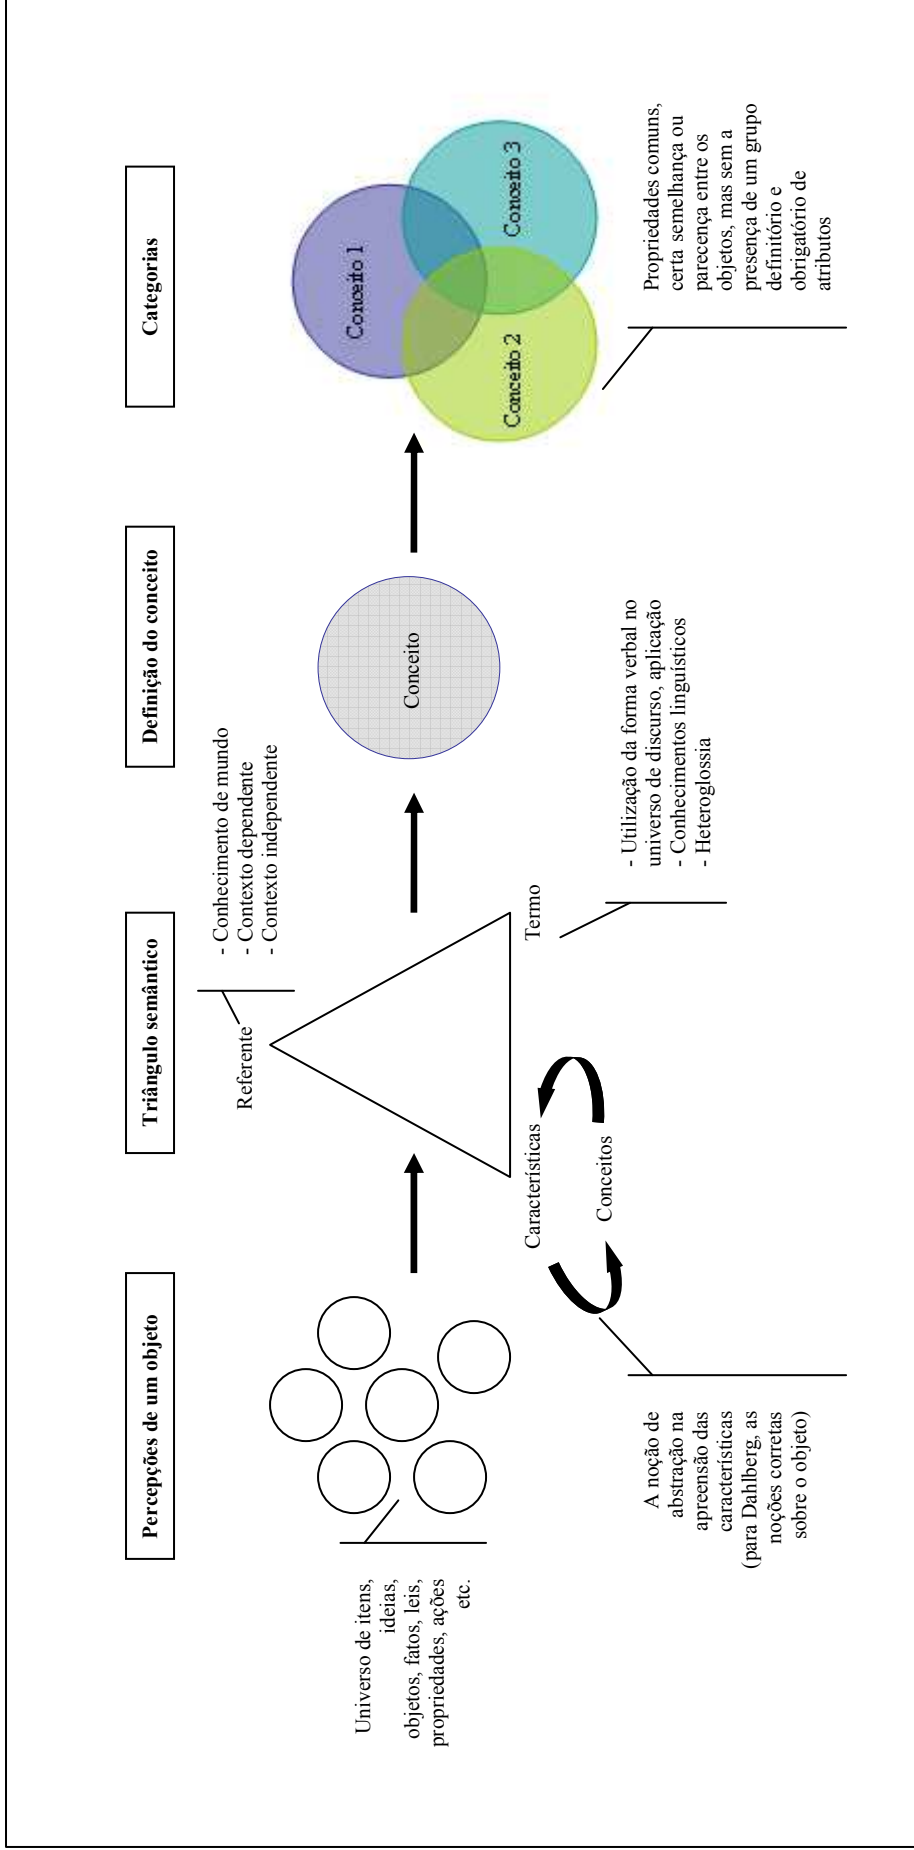 Percepções de um objeto
Triângulo semântico
Definição do conceito
Categorias
Universo de itens,
ideias,
objetos, fatos, leis,
propriedades, ações
etc.
Referente
- Conhecimento de mundo
- Contexto dependente
- Contexto independente
Características
Conceitos
Termo
A noção de
abstração na
apreensão das
características
(para Dahlberg, as
noções corretas
sobre o objeto)
- Utilização da forma verbal no
universo de discurso, aplicação
- Conhecimentos linguísticos
- Heteroglossia
Conceito
Conceito 1
Conceito 2
Conceito 3
Propriedades comuns,
certa semelhança ou
parecença entre os
objetos, mas sem a
presença de um grupo
definitório e
obrigatório de
atributos